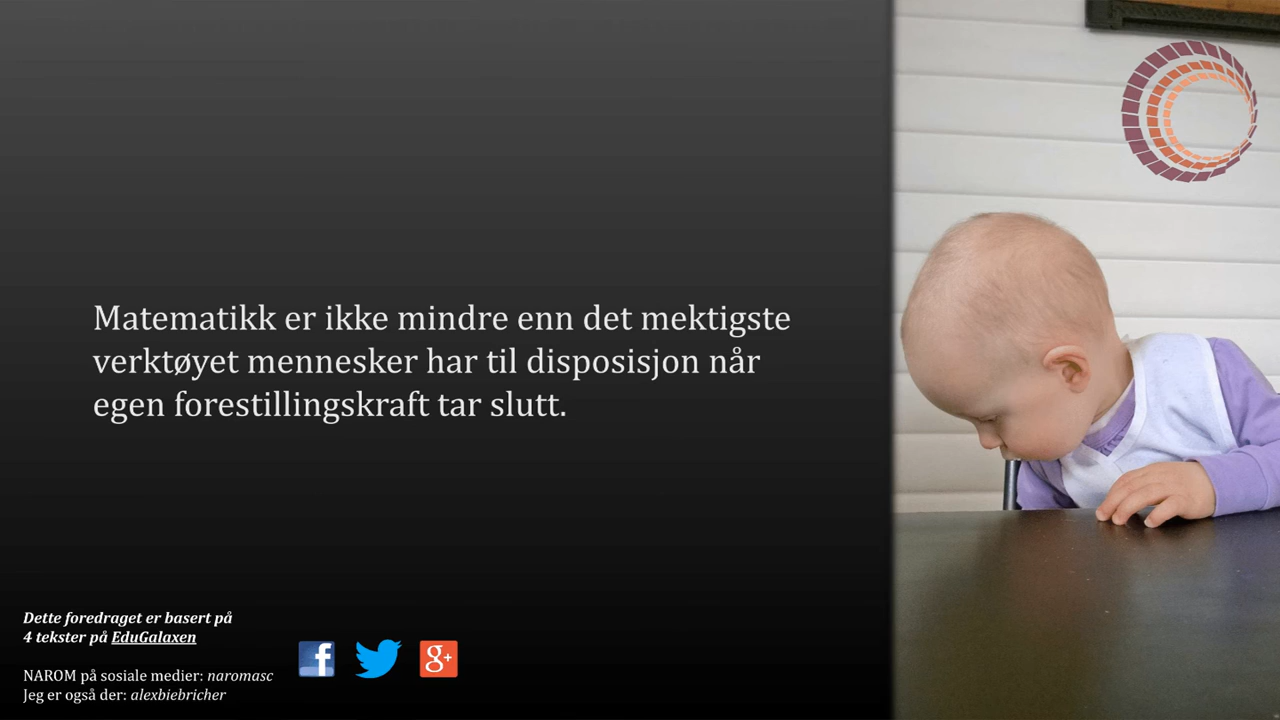 Matematikk er ikke mindre enn det mektigste
verktøyet mennesker har til disposisjon når
egen forestillingskraft tar slutt.
Dette foredraget er basert på
4 tekster på EduGalaxen
NAROM på sosiale medier: naromasc
Jeg er også der: alexbiebricher
f
g+